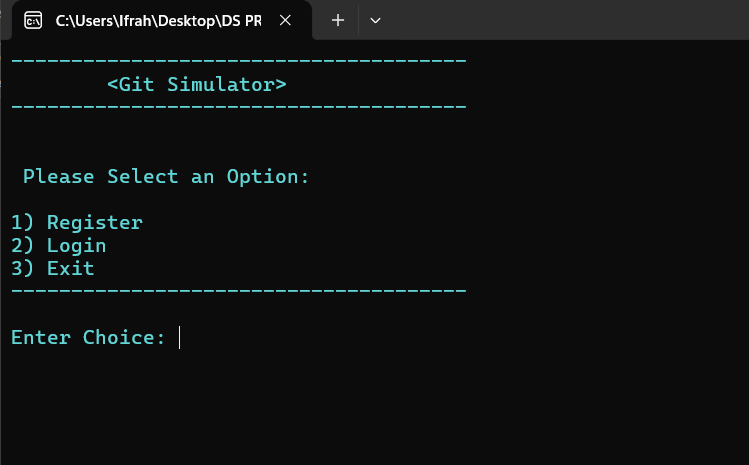 C:\Users\Ifrah\Desktop\DS PR
------------------------------------
<Git Simulator>
------------------------------------
Please Select an Option:
1) Register
2) Login
3) Exit
------------------------------------
Enter Choice: